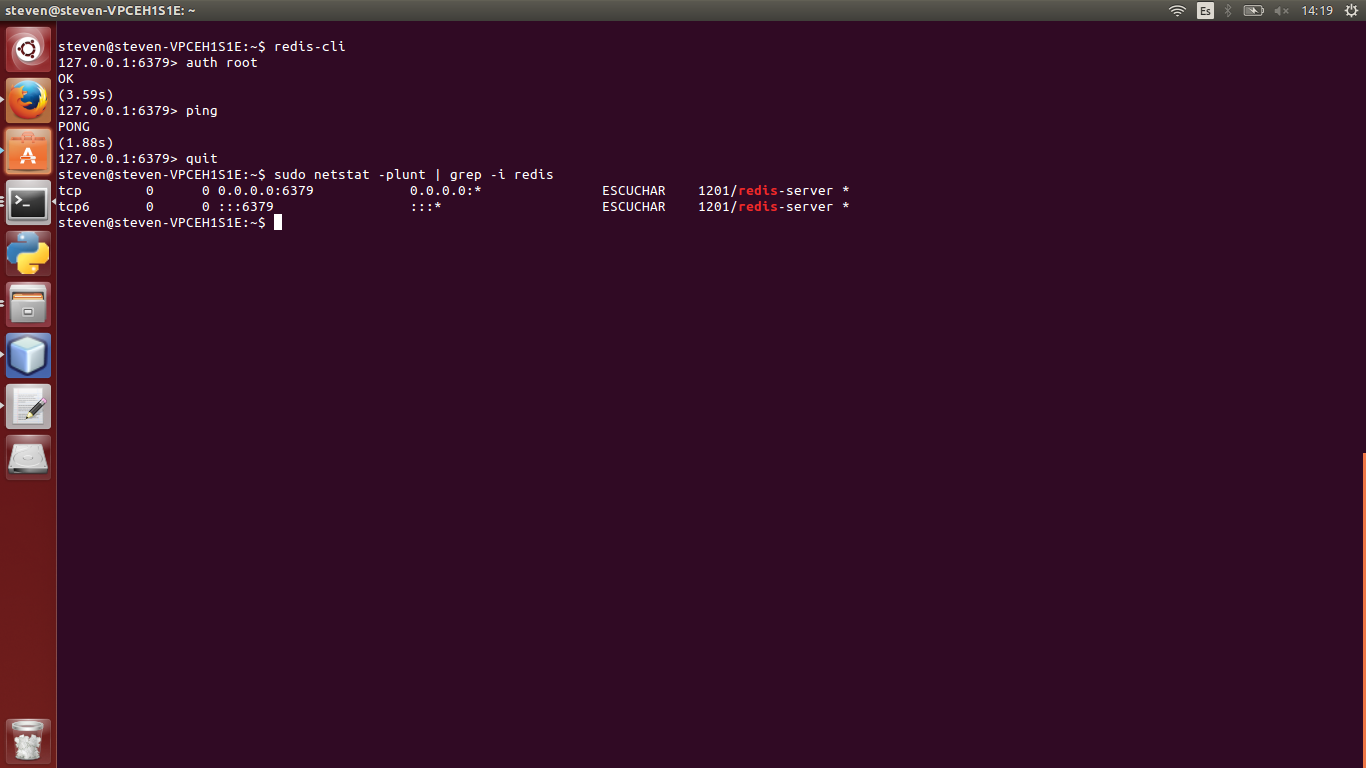 steven@steven-VPCEH1S1E: ~
Es
14:19
steven@steven-VPCEH1S1E:~$ redis-cli
127.0.0.1:6379> auth root
OK
(3.59s)
127.0.0.1:6379> ping
PONG
(1.88s)
127.0.0.1:6379> quit
steven@steven-VPCEH1S1E:~$ sudo netstat -plunt | grep -i redis
tcp        0      0 0.0.0.0:6379            0.0.0.0:*               ESCUCHAR    1201/redis-server *
tcp6       0      0 :::6379                 :::*                    ESCUCHAR    1201/redis-server *
steven@steven-VPCEH1S1E:~$